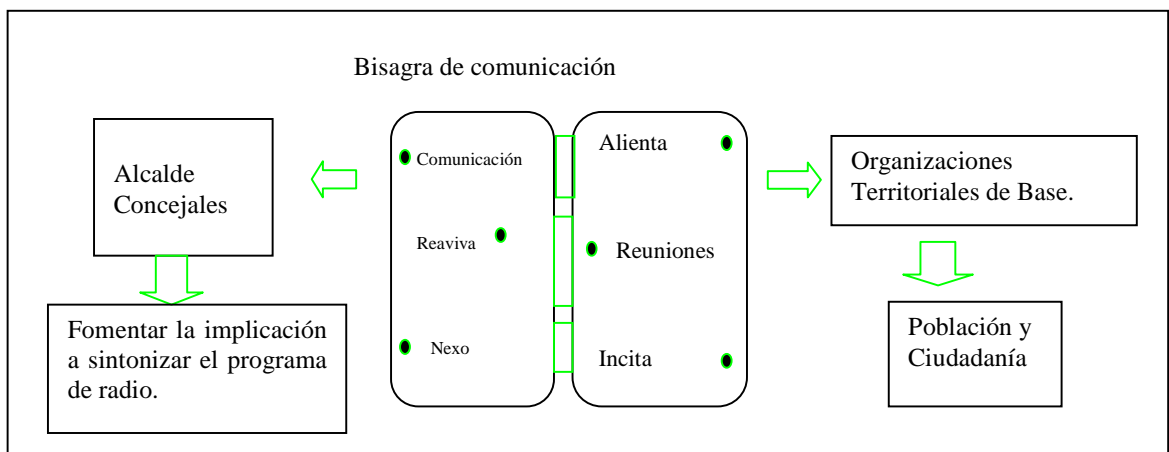 Bisagra de comunicación
Alcalde
Concejales
Fomentar la implicación
a sintonizar el programa
de radio.
Comunicación
Reaviva
Nexo
Alienta
Reuniones
Incita
Organizaciones
Territoriales de Base.
Población y
Ciudadanía